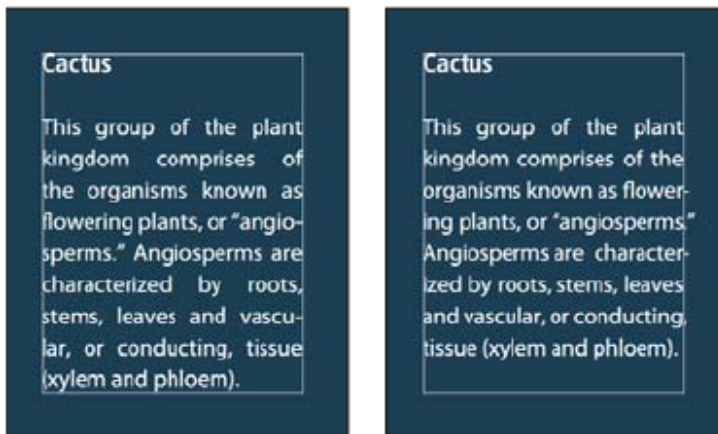 Cactus
This group of the plant
kingdom comprises of
the organisms known as
flowering plants, or “angio-
sperms.” Angiosperms are
characterized by roots,
stems, leaves and vascu-
lar, or conducting, tissue
(xylem and phloem).
Cactus
This group of the plant
kingdom comprises of the
organisms known as flower-
ing plants, or “angiosperms.”
Angiosperms are character-
ized by roots, stems, leaves
and vascular, or conducting,
tissue (xylem and phloem).